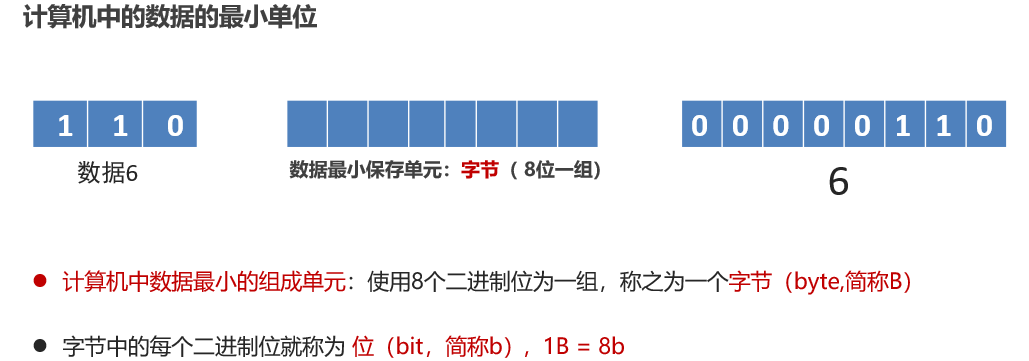 计算机中的数据的最小单位
1 1 0
0 0 0 0 0 1 1 0
数据6
数据最小保存单元：字节（ 8位一组)
6
计算机中数据最小的组成单元：使用8个二进制位为一组，称之为一个字节（byte,简称B）
字节中的每个二进制位就称为 位（bit，简称b），1B = 8b